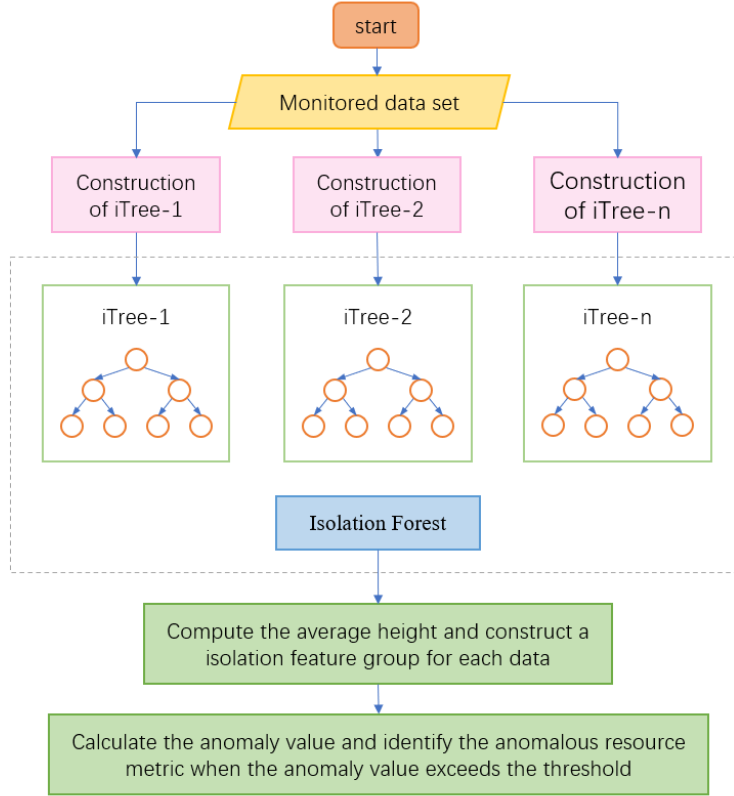 start
Monitored data set
Construction
of iTree-1
Construction
of iTree-2
Construction
of iTree-n
iTree-1
iTree-2
iTree-n
Isolation Forest
Compute the average height and construct a
isolation feature group for each data
Calculate the anomaly value and identify the anomalous resource
metric when the anomaly value exceeds the threshold